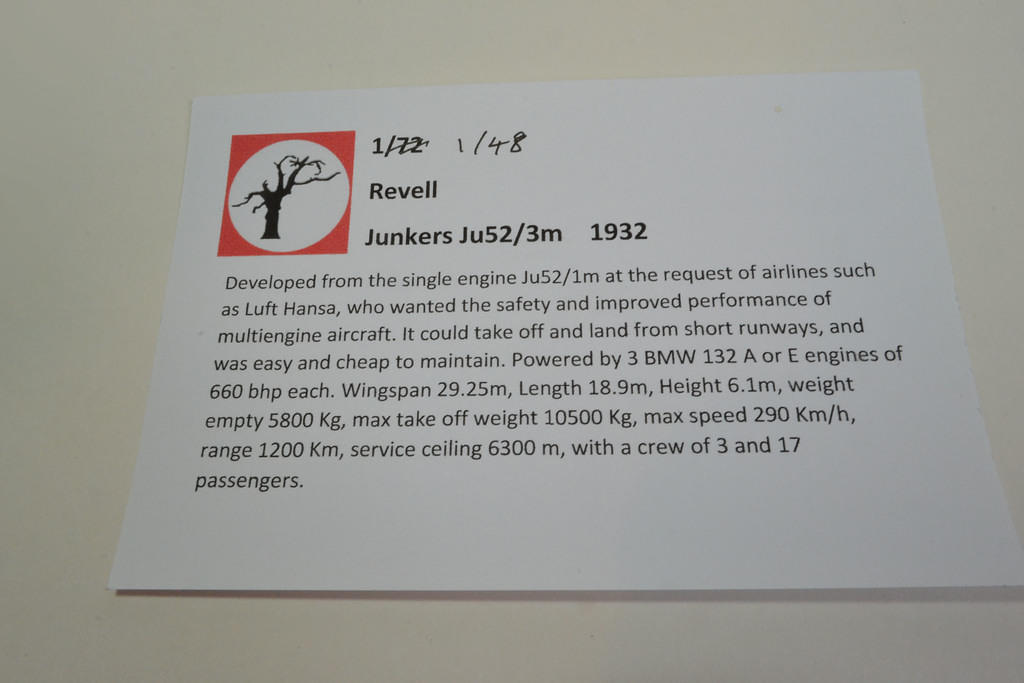 1/72 1/48
Revell
Junkers Ju52/3m 1932
Developed from the single engine Ju52/1m at the request of airlines such
as Luft Hansa, who wanted the safety and improved performance of
multiengine aircraft. It could take off and land from short runways, and
was easy and cheap to maintain. Powered by 3 BMW 132 A or E engines of
660 bhp each. Wingspan 29.25m, Length 18.9m, Height 6.1m, weight
empty 5800 Kg, max take off weight 10500 Kg, max speed 290 Km/h,
range 1200 Km, service ceiling 6300 m, with a crew of 3 and 17
passengers.